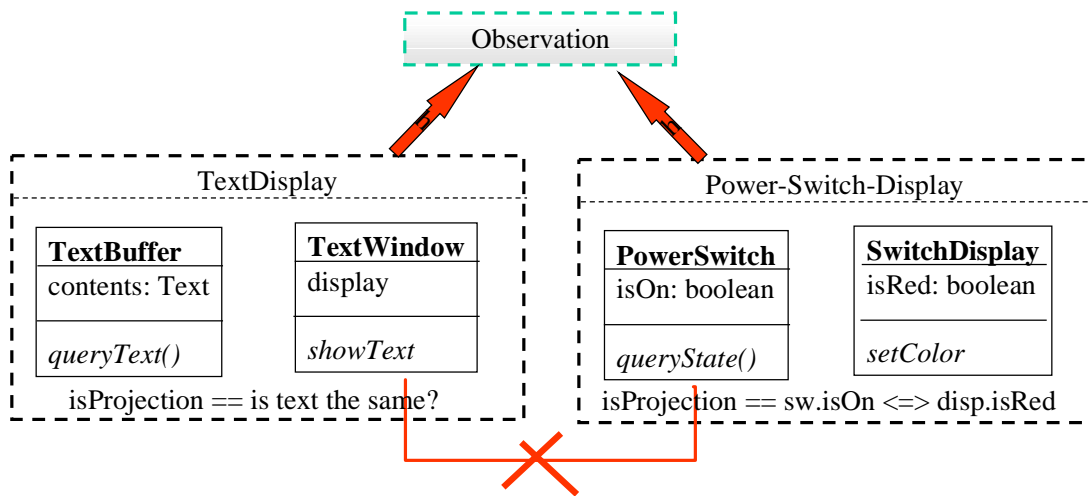 Observation
TextDisplay
TextBuffer
contents: Text
queryText()
TextWindow
display
showText
isProjection == is text the same?
Power-Switch-Display
PowerSwitch
isOn: boolean
queryState()
SwitchDisplay
isRed: boolean
setColor
isProjection == sw.isOn <=> disp.isRed